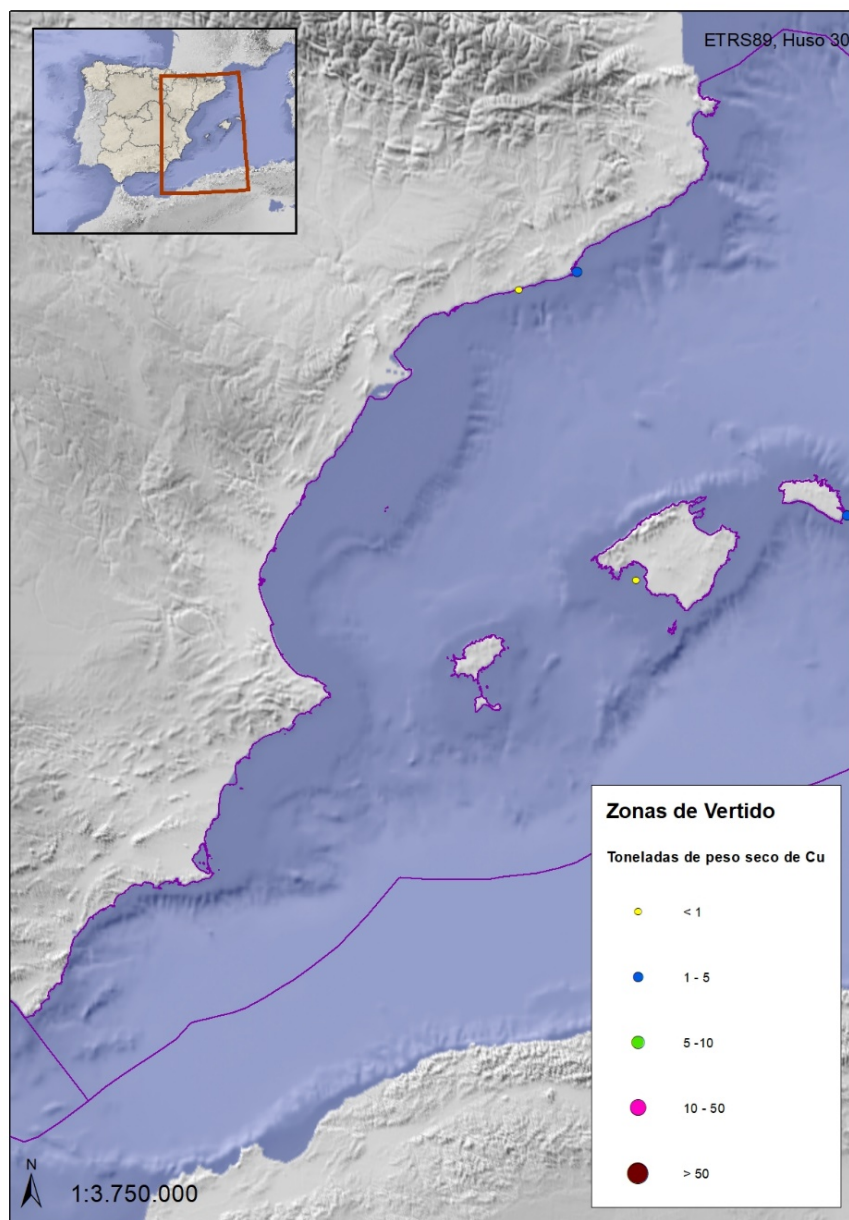 ETRS89, Huso 30
Zonas de Vertido
Toneladas de peso seco de Cu
< 1
1 - 5
5 -10
10 - 50
> 50
N
1:3.750.000